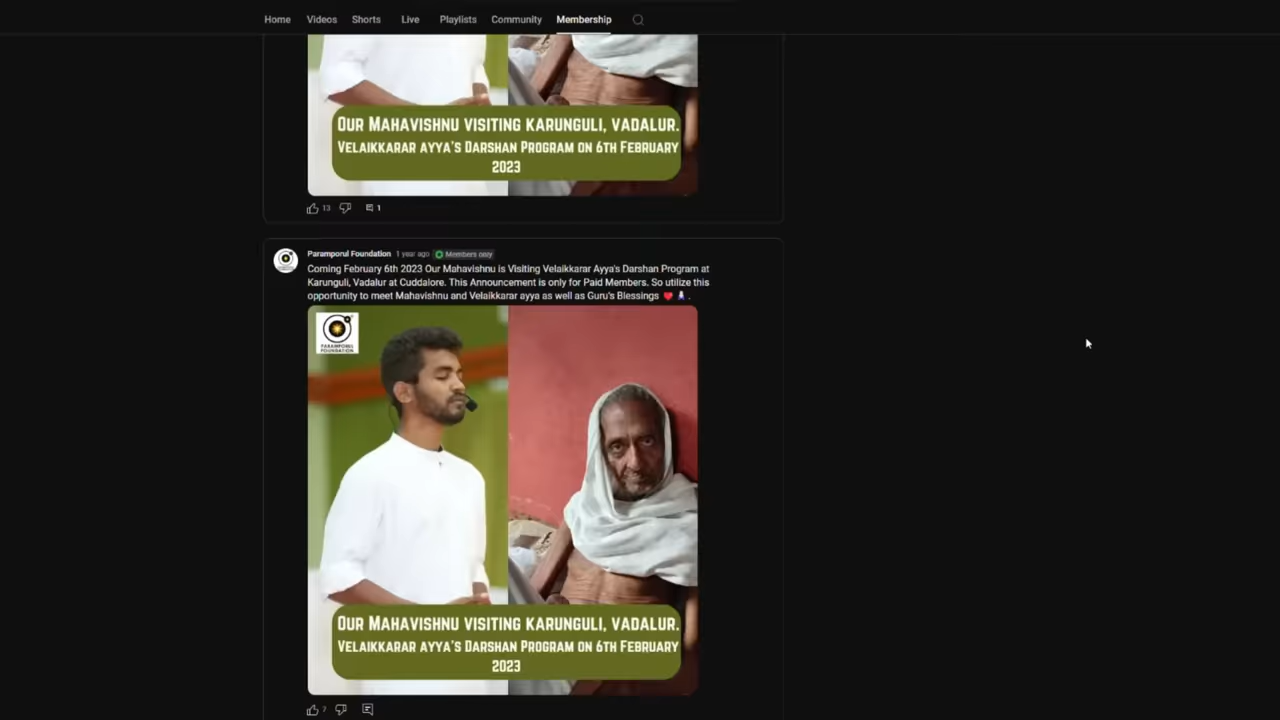 Home Videos Shorts Live Playlists Community Membership
OUR MAHAVISHNU VISITING KARUNGULI, VADALUR.
VELAIKKARAR AYYA'S DARSHAN PROGRAM ON 6TH FEBRUARY
2023
13 1
Paramporul Foundation 1 year ago Members only
Coming February 6th 2023 Our Mahavishnu is Visiting Velaikkarar Ayya's Darshan Program at
Karunguli, Vadalur at Cuddalore. This Announcement is only for Paid Members. So utilize this
opportunity to meet Mahavishnu and Velaikkarar ayya as well as Guru's Blessings ❤️ .
PARAMPORUL
FOUNDATION
OUR MAHAVISHNU VISITING KARUNGULI, VADALUR.
VELAIKKARAR AYYA'S DARSHAN PROGRAM ON 6TH FEBRUARY
2023
7